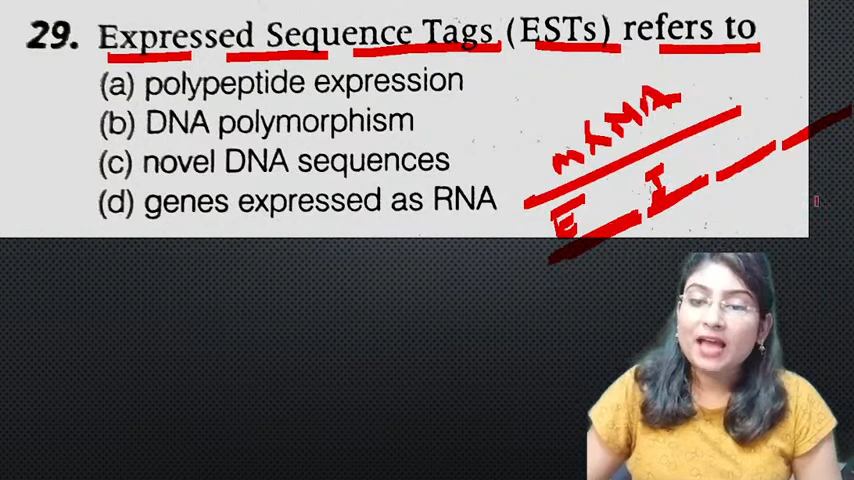 29. Expressed Sequence Tags (ESTs) refers to
(a) polypeptide expression
(b) DNA polymorphism
(c) novel DNA sequences
(d) genes expressed as RNA
mRNA
E I